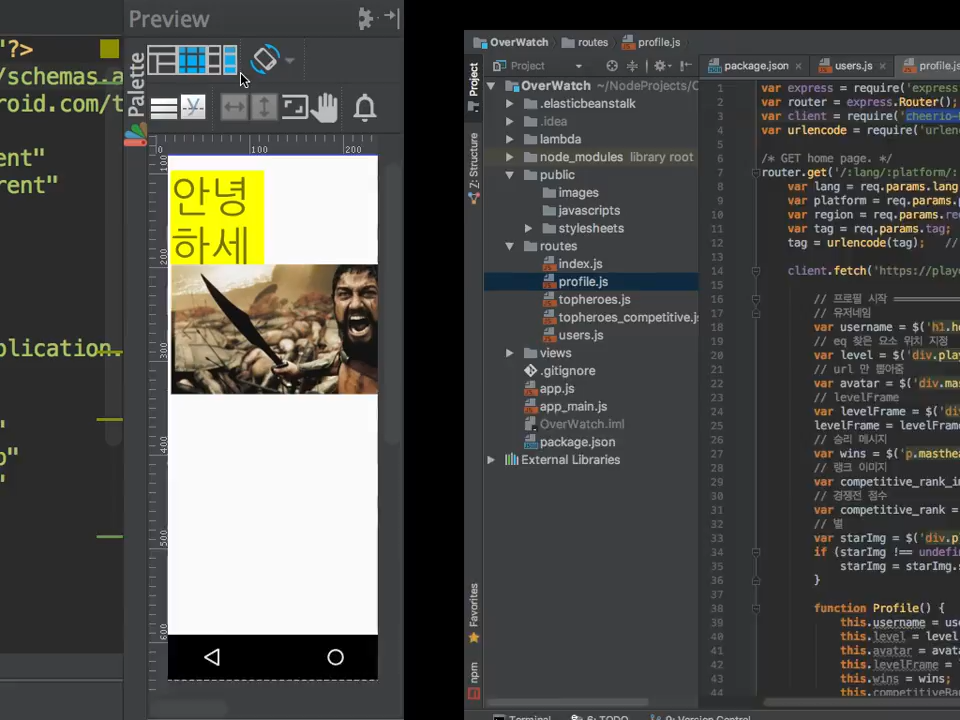 Preview
"?>
/schemas.a
droid.com/t
ent"
rent"
plication.
"
p"
"
Palette
0 100 200
100
200
300
400
500
600
안녕
하세
OverWatch routes profile.js
Project
Project
Z: Structure
Favorites
npm
OverWatch ~/NodeProjects/O
.elasticbeanstalk
.idea
lambda
node_modules library root
public
images
javascripts
stylesheets
routes
index.js
profile.js
topheroes.js
topheroes_competitive.js
users.js
views
.gitignore
app.js
app_main.js
OverWatch.iml
package.json
External Libraries
package.json × users.js × profile.js
1 var express = require('express
2 var router = express.Router();
3 var client = require('cheerio-
4 var urlencode = require('urlen
5
6 /* GET home page. */
7 router.get('/:lang/:platform/:
8 var lang = req.params.lang
9 var platform = req.params.p
10 var region = req.params.re
11 var tag = req.params.tag;
12 tag = urlencode(tag); //
13
14 client.fetch('https://playo
15
16 // 프로필 시작 ==========
17 // 유저네임
18 var username = $('h1.h
19 // eq 찾은 요소 위치 지정
20 var level = $('div.play
21 // url 만 뽑아줌
22 var avatar = $('div.mas
23 // levelFrame
24 var levelFrame = $('di
25 levelFrame = levelFrame
26 // 승리 메시지
27 var wins = $('p.masthea
28 // 랭크 이미지
29 var competitive_rank_im
30 // 경쟁전 점수
31 var competitive_rank =
32 // 별
33 var starImg = $('div.p
34 if (starImg !== undefin
35 starImg = starImg.s
36 }
37
38 function Profile() {
39 this.username = use
40 this.level = level
41 this.avatar = avata
42 this.levelFrame =
43 this.wins = wins;
44 this.competitiveRan
Terminal 6: TODO 9: Version Control